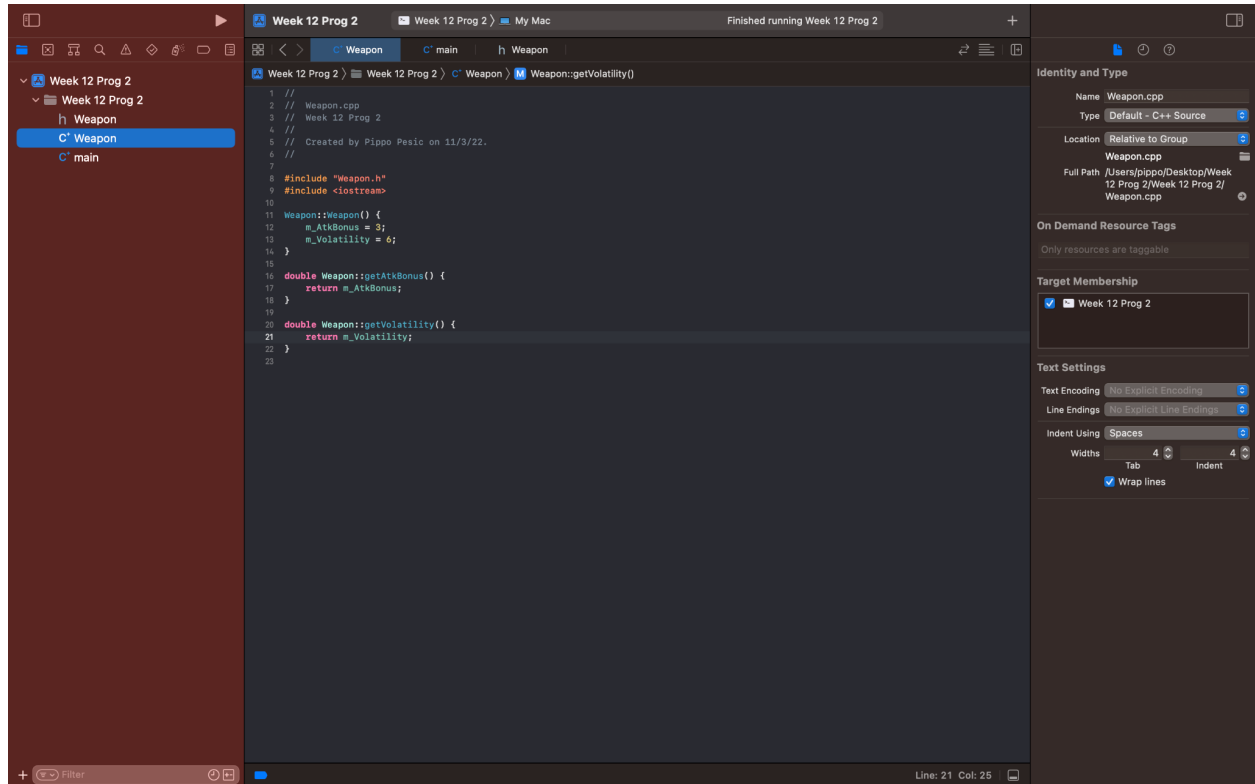 Week 12 Prog 2
Week 12 Prog 2 〉 My Mac
Finished running Week 12 Prog 2
Weapon
main
h Weapon
Week 12 Prog 2 〉 Week 12 Prog 2 〉 Weapon 〉 M Weapon::getVolatility()
Week 12 Prog 2
Week 12 Prog 2
h Weapon
C+ Weapon
C+ main
Filter
1 //
2 //  Weapon.cpp
3 //  Week 12 Prog 2
4 //
5 //  Created by Pippo Pesic on 11/3/22.
6 //
7
8 #include "Weapon.h"
9 #include <iostream>
10
11 Weapon::Weapon() {
12     m_AtkBonus = 3;
13     m_Volatility = 6;
14 }
15
16 double Weapon::getAtkBonus() {
17     return m_AtkBonus;
18 }
19
20 double Weapon::getVolatility() {
21     return m_Volatility;
22 }
23
Line: 21 Col: 25
Identity and Type
Name Weapon.cpp
Type Default - C++ Source
Location Relative to Group
Weapon.cpp
Full Path /Users/pippo/Desktop/Week
12 Prog 2/Week 12 Prog 2/
Weapon.cpp
On Demand Resource Tags
Only resources are taggable
Target Membership
Week 12 Prog 2
Text Settings
Text Encoding No Explicit Encoding
Line Endings No Explicit Line Endings
Indent Using Spaces
Widths 4 4
Tab Indent
Wrap lines